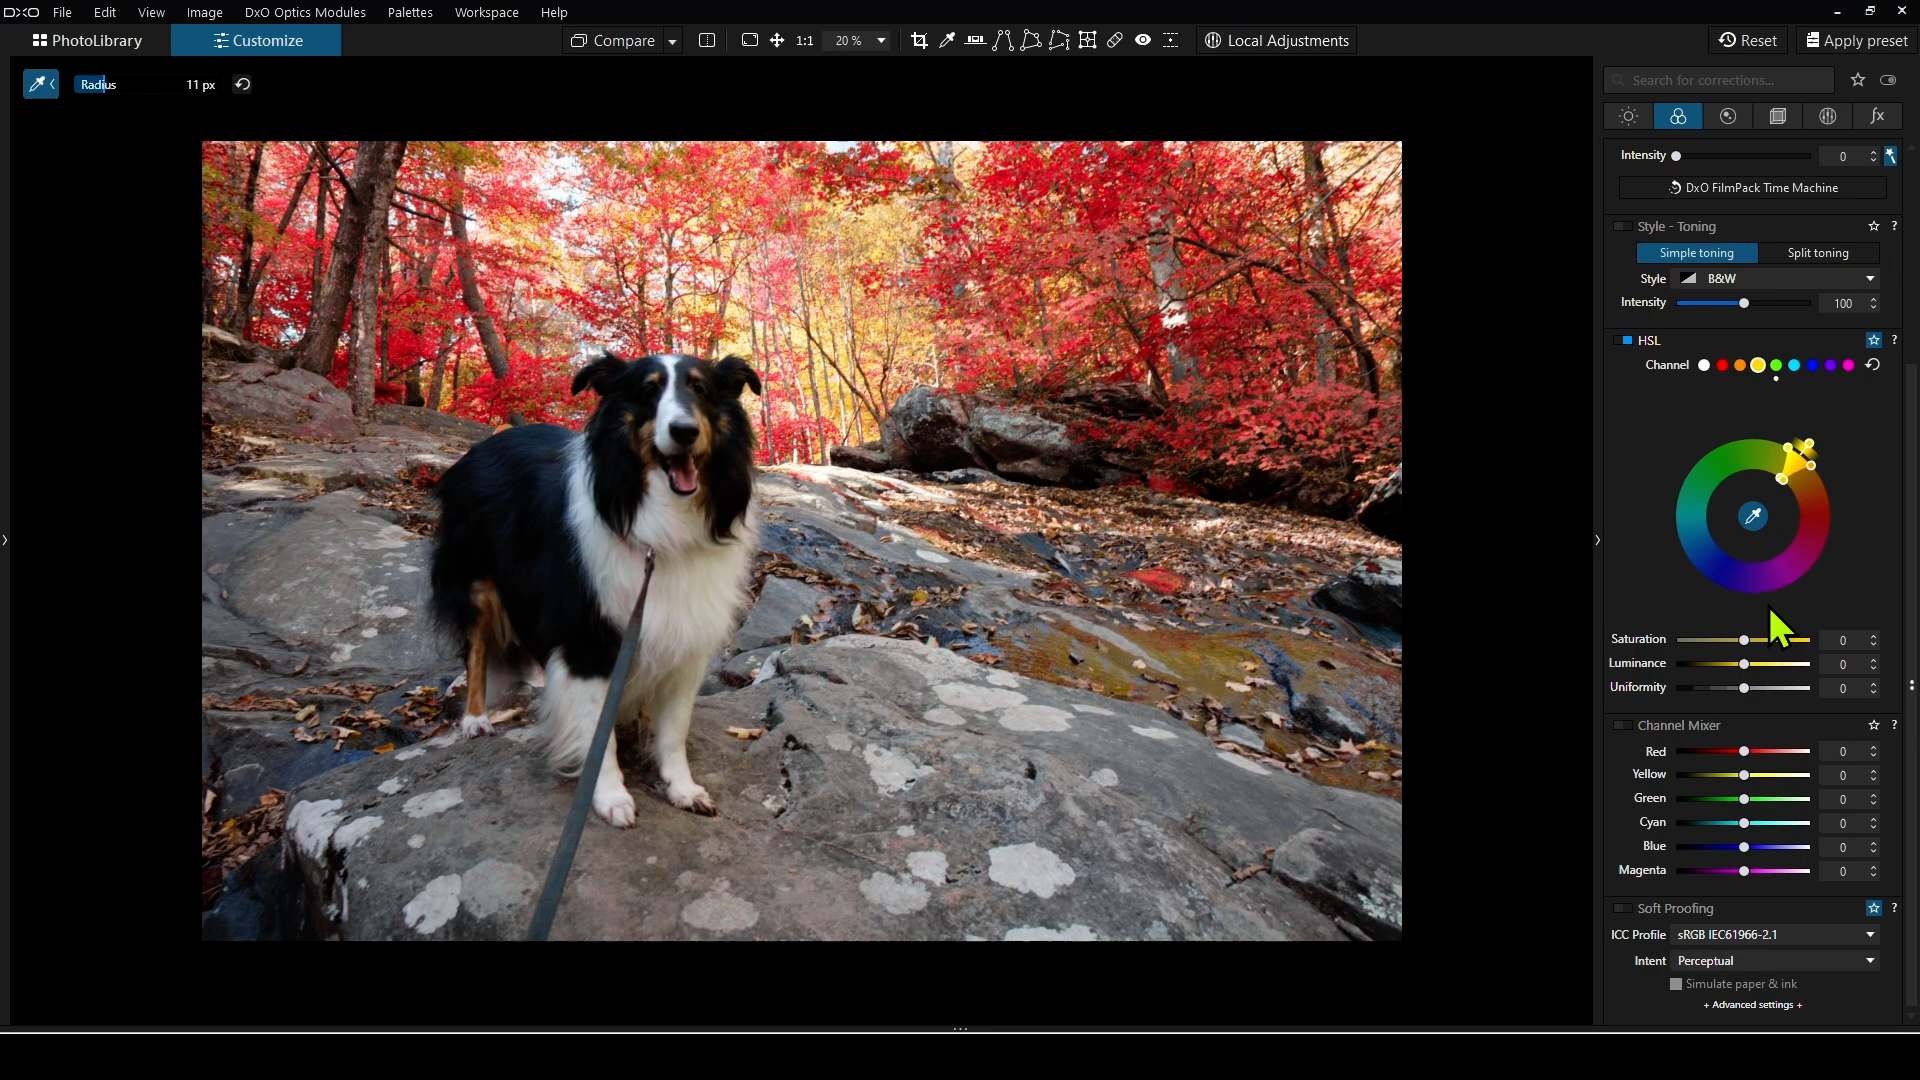 DXO File Edit View Image DxO Optics Modules Palettes Workspace Help
PhotoLibrary Customize Compare 1:1 20 % Local Adjustments Reset Apply preset
Radius 11 px
Search for corrections...
fx
Intensity 0
DxO FilmPack Time Machine
Style - Toning ?
Simple toning Split toning
Style B&W
Intensity 100
HSL ?
Channel
Saturation 0
Luminance 0
Uniformity 0
Channel Mixer ?
Red 0
Yellow 0
Green 0
Cyan 0
Blue 0
Magenta 0
Soft Proofing ?
ICC Profile sRGB IEC61966-2.1
Intent Perceptual
Simulate paper & ink
+ Advanced settings +